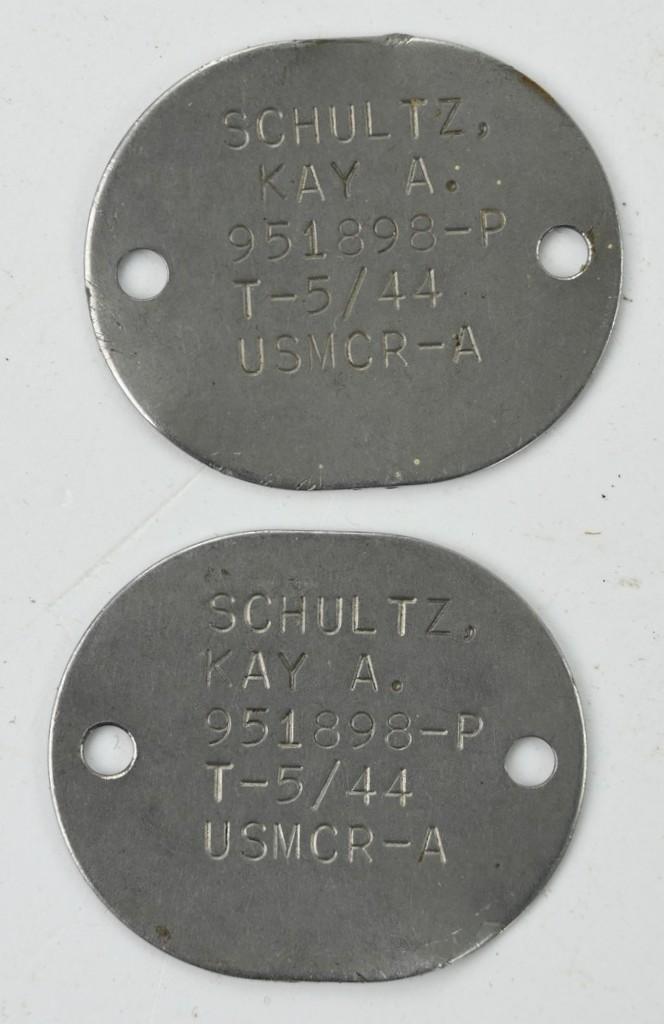 SCHULTZ,
KAY A.
951898-P
T-5/44
USMCR-A
SCHULTZ,
KAY A.
951898-P
T-5/44
USMCR-A